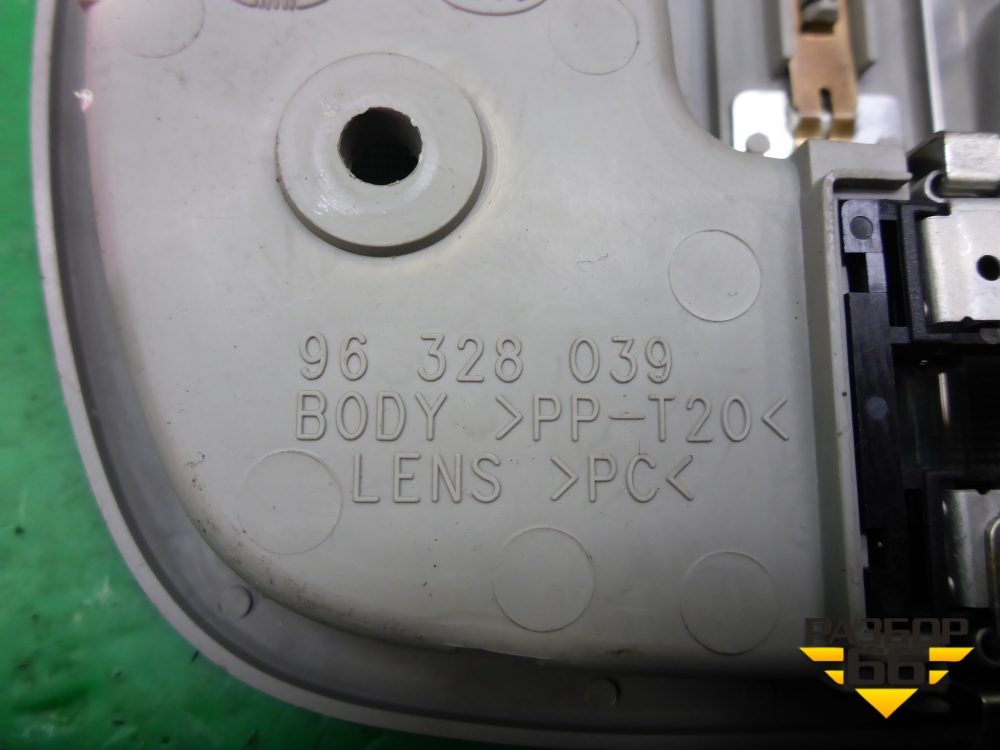 96 328 039
BODY >PP-T20<
LENS >PC<
РАЗБОР
66